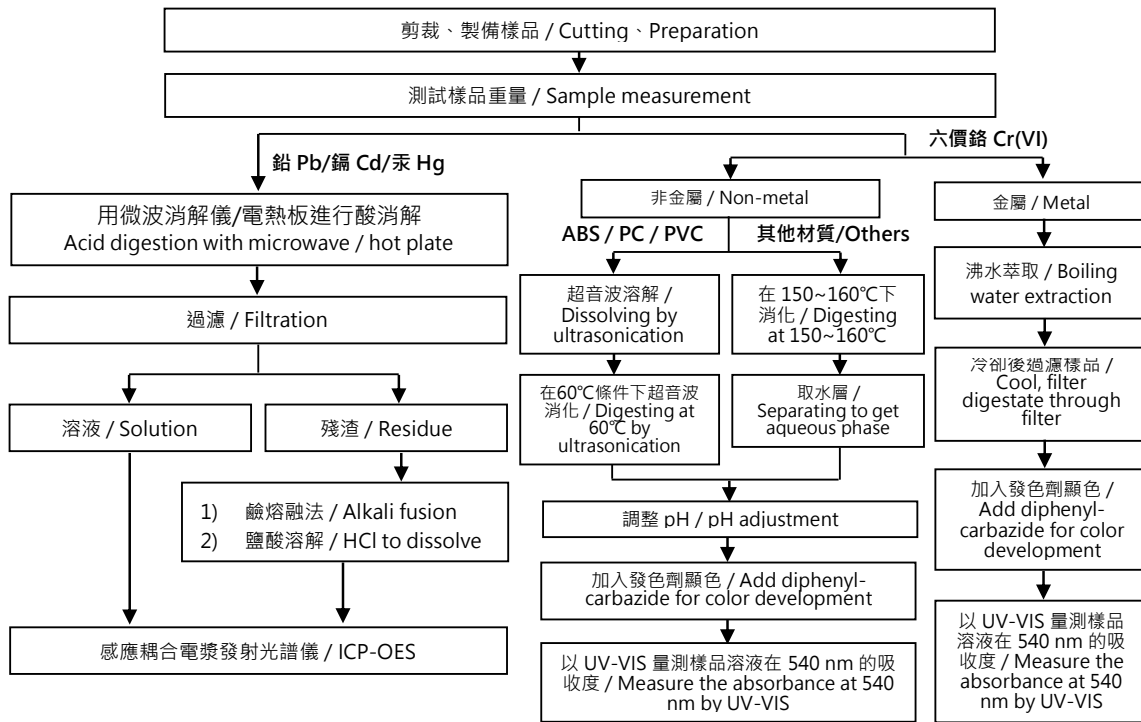 剪裁、製備樣品 / Cutting、Preparation
測試樣品重量 / Sample measurement
鉛 Pb/鎘 Cd/汞 Hg
六價鉻 Cr(VI)
用微波消解儀/電熱板進行酸消解
Acid digestion with microwave / hot plate
過濾 / Filtration
溶液 / Solution
殘渣 / Residue
1) 鹼熔融法 / Alkali fusion
2) 鹽酸溶解 / HCl to dissolve
感應耦合電漿發射光譜儀 / ICP-OES
非金屬 / Non-metal
ABS / PC / PVC
其他材質/Others
超音波溶解 /
Dissolving by
ultrasonication
在 150~160℃下
消化 / Digesting
at 150~160℃
在60℃條件下超音波
消化 / Digesting at
60℃ by
ultrasonication
取水層 /
Separating to get
aqueous phase
調整 pH / pH adjustment
加入發色劑顯色 / Add diphenyl-
carbazide for color development
以 UV-VIS 量測樣品溶液在 540 nm 的吸
收度 / Measure the absorbance at 540
nm by UV-VIS
金屬 / Metal
沸水萃取 / Boiling
water extraction
冷卻後過濾樣品 /
Cool, filter
digestate through
filter
加入發色劑顯色 /
Add diphenyl-
carbazide for color
development
以 UV-VIS 量測樣品
溶液在 540 nm 的吸
收度 / Measure the
absorbance at 540
nm by UV-VIS